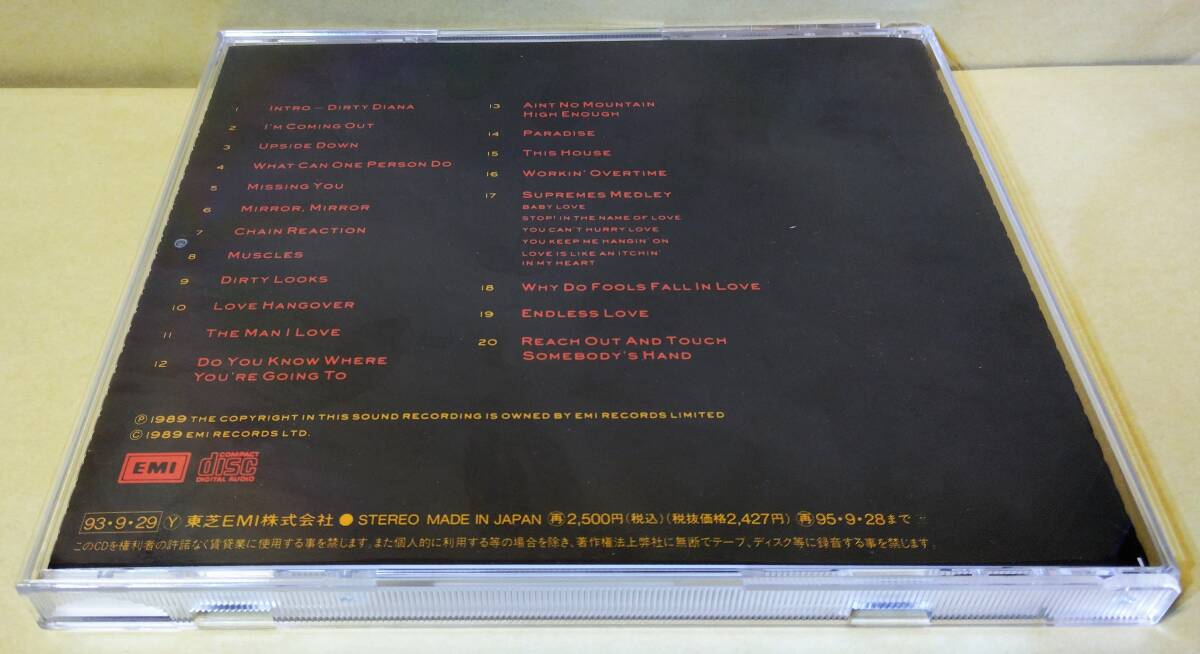 1 INTRO – DIRTY DIANA
2 I'M COMING OUT
3 UPSIDE DOWN
4 WHAT CAN ONE PERSON DO
5 MISSING YOU
6 MIRROR, MIRROR
7 CHAIN REACTION
8 MUSCLES
9 DIRTY LOOKS
10 LOVE HANGOVER
11 THE MAN I LOVE
12 DO YOU KNOW WHERE
YOU'RE GOING TO
13 AINT NO MOUNTAIN
HIGH ENOUGH
14 PARADISE
15 THIS HOUSE
16 WORKIN' OVERTIME
17 SUPREMES MEDLEY
BABY LOVE
STOP! IN THE NAME OF LOVE
YOU CAN'T HURRY LOVE
YOU KEEP ME HANGIN' ON
LOVE IS LIKE AN ITCHIN'
IN MY HEART
18 WHY DO FOOLS FALL IN LOVE
19 ENDLESS LOVE
20 REACH OUT AND TOUCH
SOMEBODY'S HAND
Ⓟ 1989 THE COPYRIGHT IN THIS SOUND RECORDING IS OWNED BY EMI RECORDS LIMITED
© 1989 EMI RECORDS LTD.
EMI
COMPACT
disc
DIGITAL AUDIO
93・9・29 Ⓨ 東芝EMI株式会社 ● STEREO MADE IN JAPAN 再2,500円(税込)(税抜価格2,427円) 再95・9・28まで
このCDを権利者の許諾なく賃貸業に使用する事を禁じます。また個人的に利用する等の場合を除き、著作権法上弊社に無断でテープ、ディスク等に録音する事を禁じます。